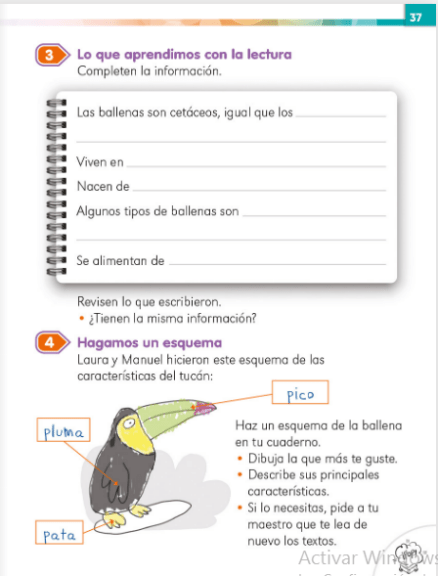 37
3 Lo que aprendimos con la lectura
Completen la información.
Las ballenas son cetáceos, igual que los
Viven en
Nacen de
Algunos tipos de ballenas son
Se alimentan de
Revisen lo que escribieron.
• ¿Tienen la misma información?
4 Hagamos un esquema
Laura y Manuel hicieron este esquema de las
características del tucán:
pico
pluma
pata
Haz un esquema de la ballena
en tu cuaderno.
• Dibuja la que más te guste.
• Describe sus principales
características.
• Si lo necesitas, pide a tu
maestro que te lea de
nuevo los textos.
Activar Windows